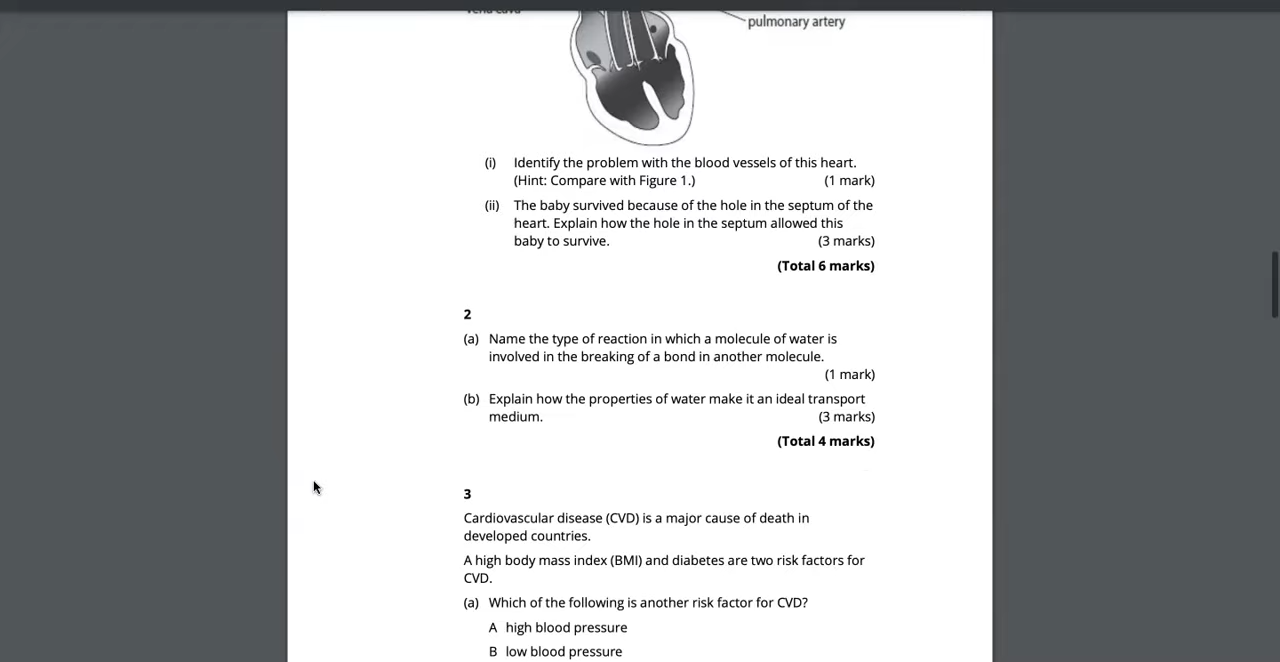 pulmonary artery
(i) Identify the problem with the blood vessels of this heart.
(Hint: Compare with Figure 1.) (1 mark)
(ii) The baby survived because of the hole in the septum of the
heart. Explain how the hole in the septum allowed this
baby to survive. (3 marks)
(Total 6 marks)
2
(a) Name the type of reaction in which a molecule of water is
involved in the breaking of a bond in another molecule.
(1 mark)
(b) Explain how the properties of water make it an ideal transport
medium. (3 marks)
(Total 4 marks)
3
Cardiovascular disease (CVD) is a major cause of death in
developed countries.
A high body mass index (BMI) and diabetes are two risk factors for
CVD.
(a) Which of the following is another risk factor for CVD?
A high blood pressure
B low blood pressure